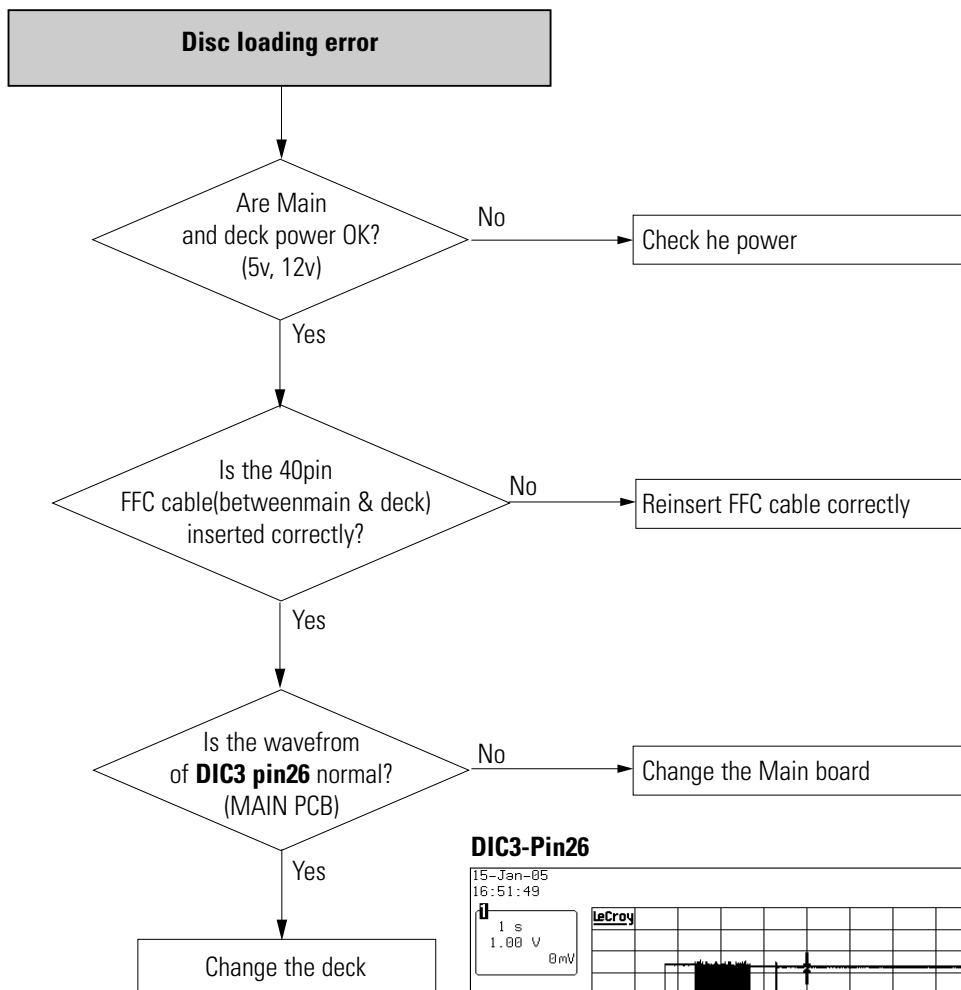 Disc loading error
Are Main
and deck power OK?
(5v, 12v)
No
Check he power
Yes
Is the 40pin
FFC cable(betweenmain & deck)
inserted correctly?
No
Reinsert FFC cable correctly
Yes
Is the wavefrom
of DIC3 pin26 normal?
(MAIN PCB)
No
Change the Main board
Yes
Change the deck
DIC3-Pin26
15-Jan-05
16:51:49
1
1 s
1.00 V
0mV
LeCroy